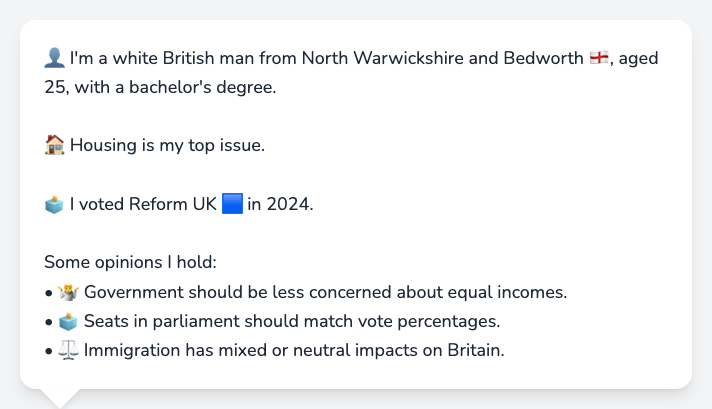 👤 I'm a white British man from North Warwickshire and Bedworth 🏴󠁧󠁢󠁥󠁮󠁧󠁿, aged
25, with a bachelor's degree.
🏠 Housing is my top issue.
🗳️ I voted Reform UK 🟦 in 2024.
Some opinions I hold:
• 🤷 Government should be less concerned about equal incomes.
• 🗳️ Seats in parliament should match vote percentages.
• ⚖️ Immigration has mixed or neutral impacts on Britain.